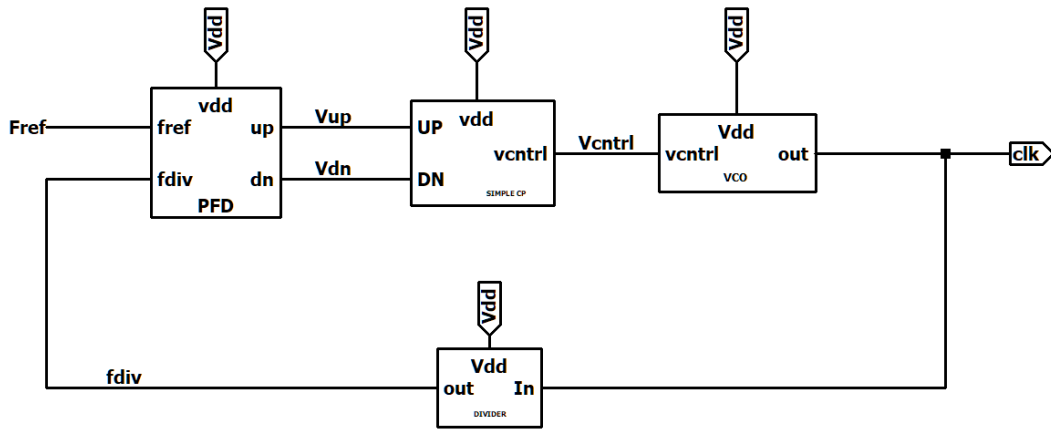 Vdd
Vdd
Vdd
vdd
Fref
fref
up
Vup
UP
vdd
Vdd
fdiv
dn
Vdn
DN
vcntrl
Vcntrl
vcntrl
out
clk
PFD
SIMPLE CP
VCO
Vdd
Vdd
fdiv
out
In
DIVIDER